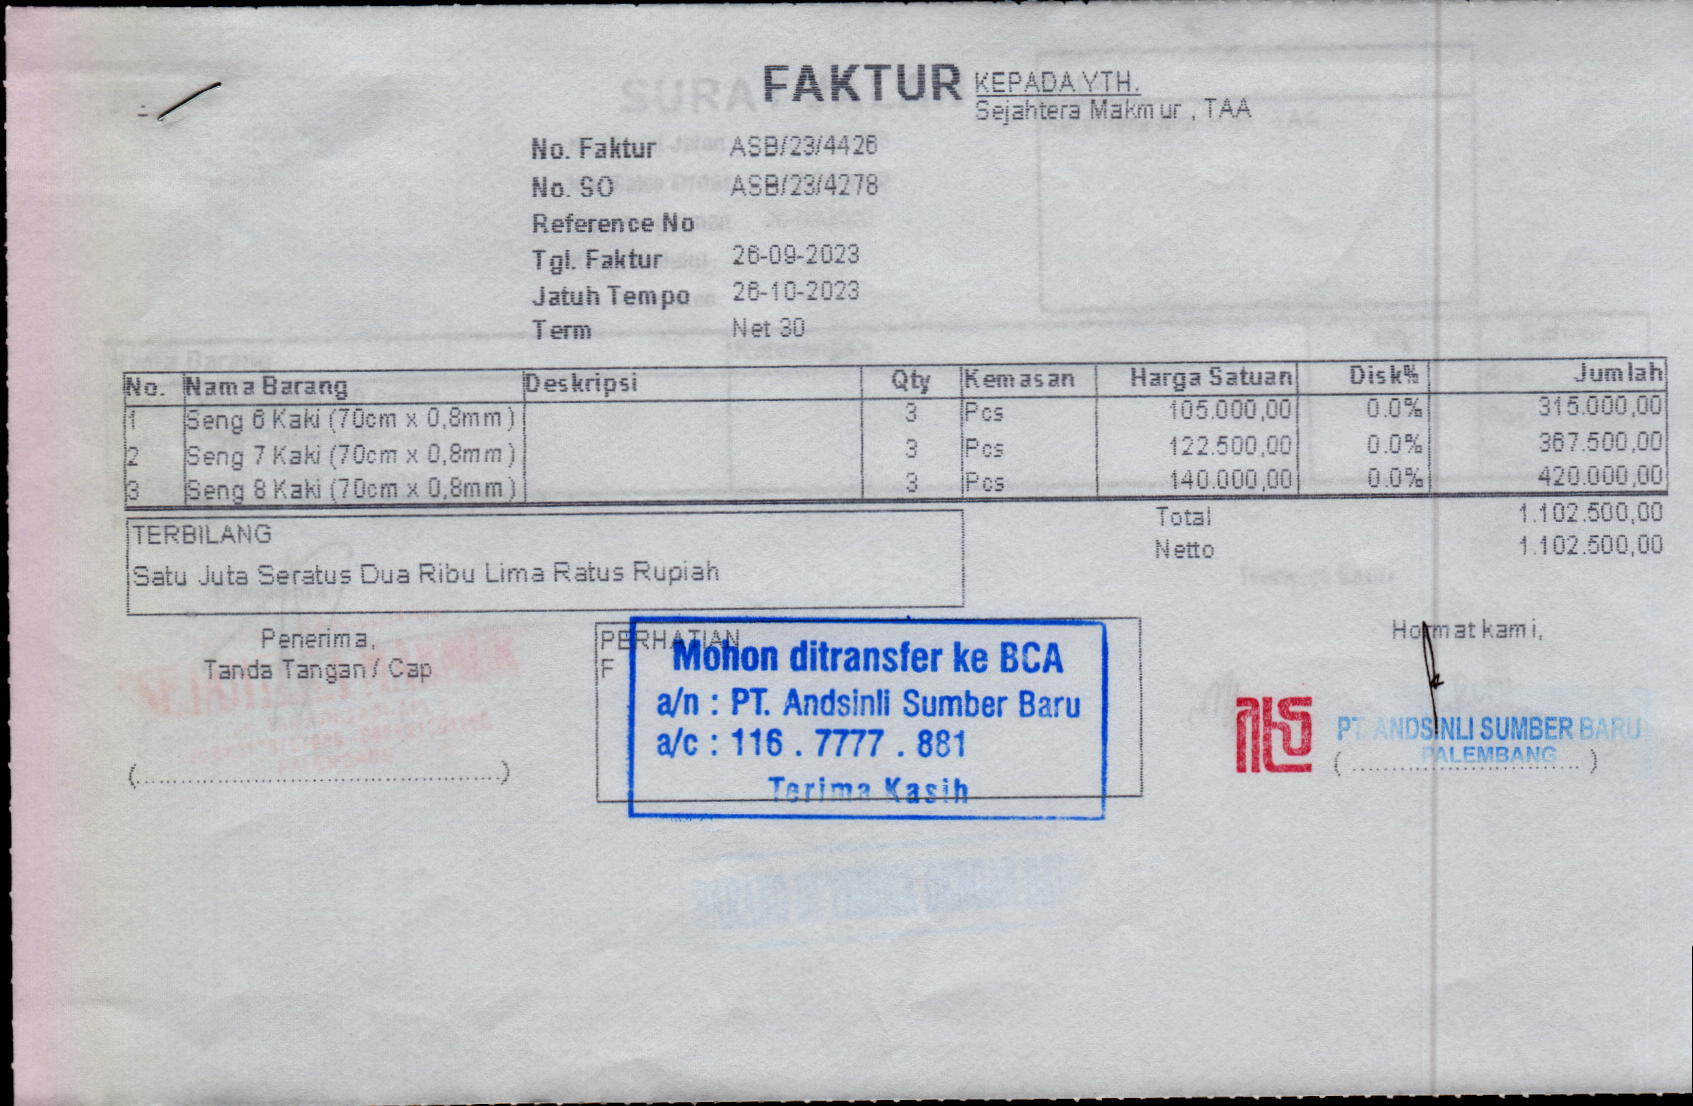 FAKTUR
KEPADA YTH.
Sejahtera Makmur , TAA
No. Faktur ASB/23/4426
No. SO ASB/23/4278
Reference No
Tgl. Faktur 26-09-2023
Jatuh Tempo 26-10-2023
Term Net 30
No. Nama Barang Deskripsi Qty Kemasan Harga Satuan Disk% Jumlah
1 Seng 6 Kaki (70cm x 0,8mm) 3 Pcs 105.000,00 0.0% 315.000,00
2 Seng 7 Kaki (70cm x 0,8mm) 3 Pcs 122.500,00 0.0% 367.500,00
3 Seng 8 Kaki (70cm x 0,8mm) 3 Pcs 140.000,00 0.0% 420.000,00
Total 1.102.500,00
Netto 1.102.500,00
TERBILANG
Satu Juta Seratus Dua Ribu Lima Ratus Rupiah
Penerima,
Tanda Tangan / Cap
(..........................................................)
PERHATIAN
F
Mohon ditransfer ke BCA
a/n : PT. Andsinli Sumber Baru
a/c : 116 . 7777 . 881
Terima Kasih
Hormat kami,
PT. ANDSINLI SUMBER BARU
PALEMBANG
(....................................)